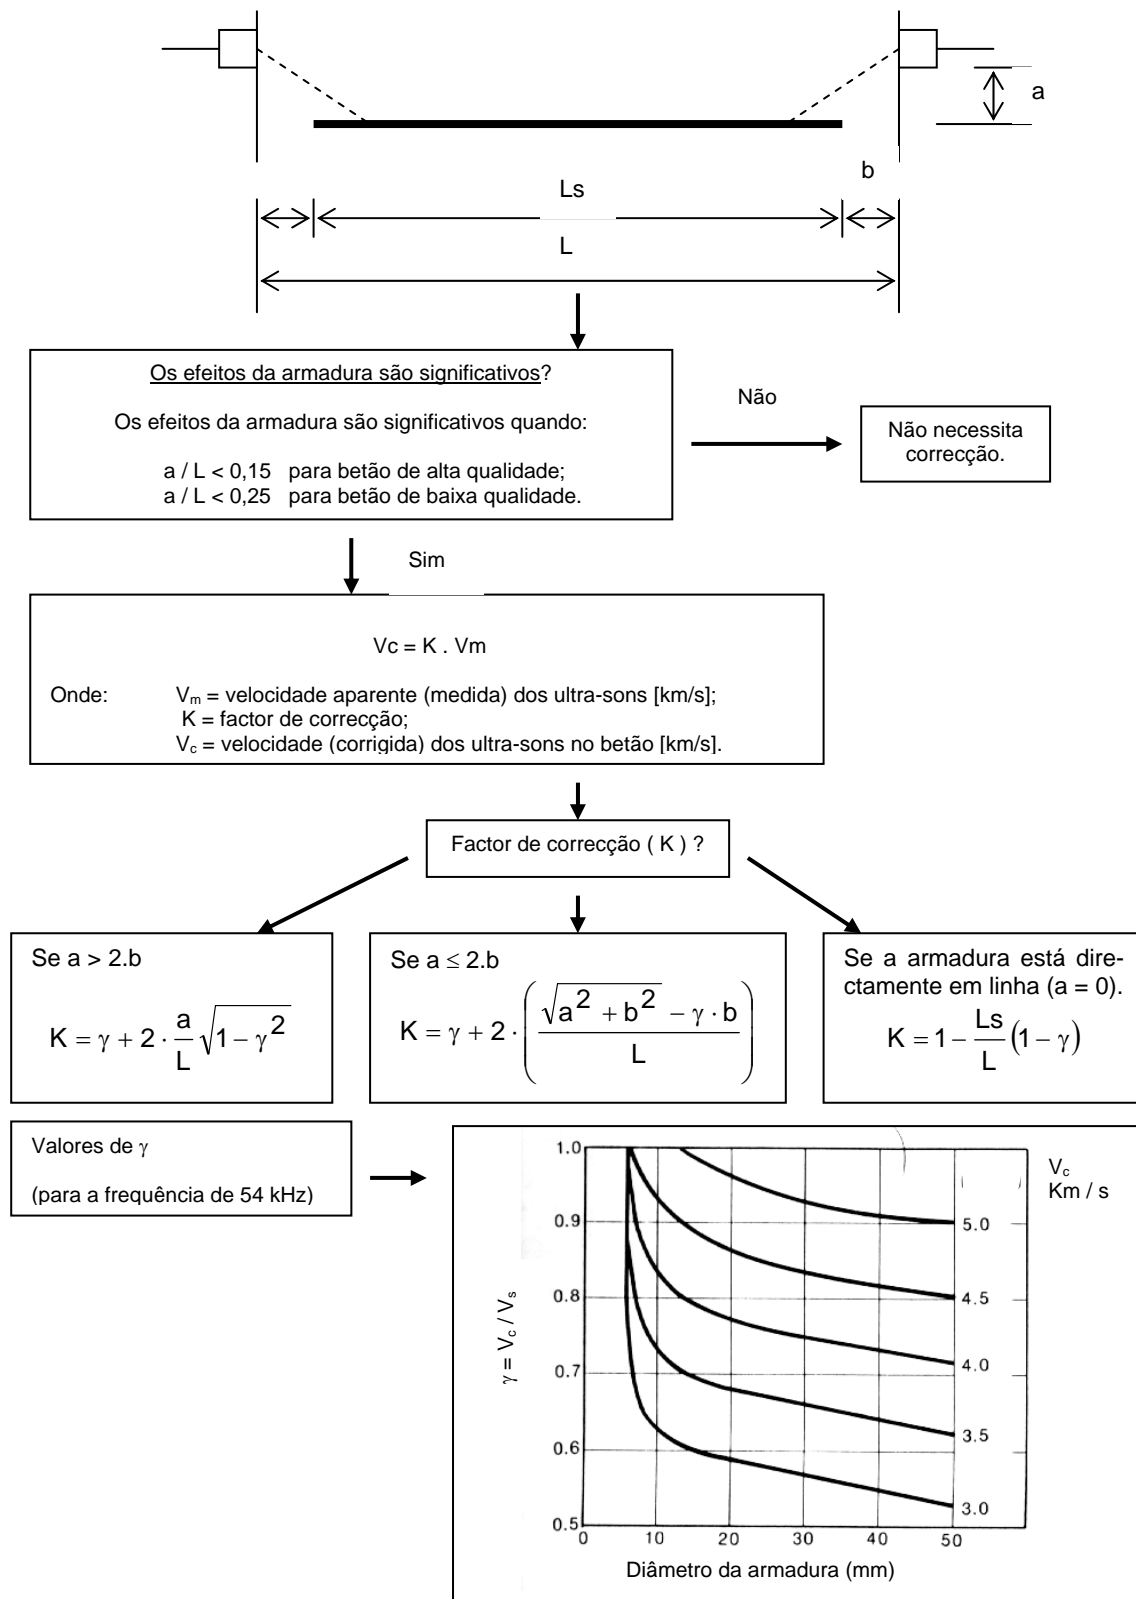 a
b
Ls
L
Os efeitos da armadura são significativos?
Os efeitos da armadura são significativos quando:
a / L < 0,15 para betão de alta qualidade;
a / L < 0,25 para betão de baixa qualidade.
Não
Não necessita
correcção.
Sim
Vc = K . Vm
Onde: Vm = velocidade aparente (medida) dos ultra-sons [km/s];
K = factor de correcção;
Vc = velocidade (corrigida) dos ultra-sons no betão [km/s].
Factor de correcção ( K ) ?
Se a > 2.b
K = γ + 2 · a/L √(1 − γ²)
Se a ≤ 2.b
K = γ + 2 · ( (√(a² + b²) − γ · b) / L )
Se a armadura está dire-
ctamente em linha (a = 0).
K = 1 − Ls/L (1 − γ)
Valores de γ
(para a frequência de 54 kHz)
γ = Vc / Vs
1.0
0.9
0.8
0.7
0.6
0.5
Vc
Km / s
5.0
4.5
4.0
3.5
3.0
0 10 20 30 40 50
Diâmetro da armadura (mm)